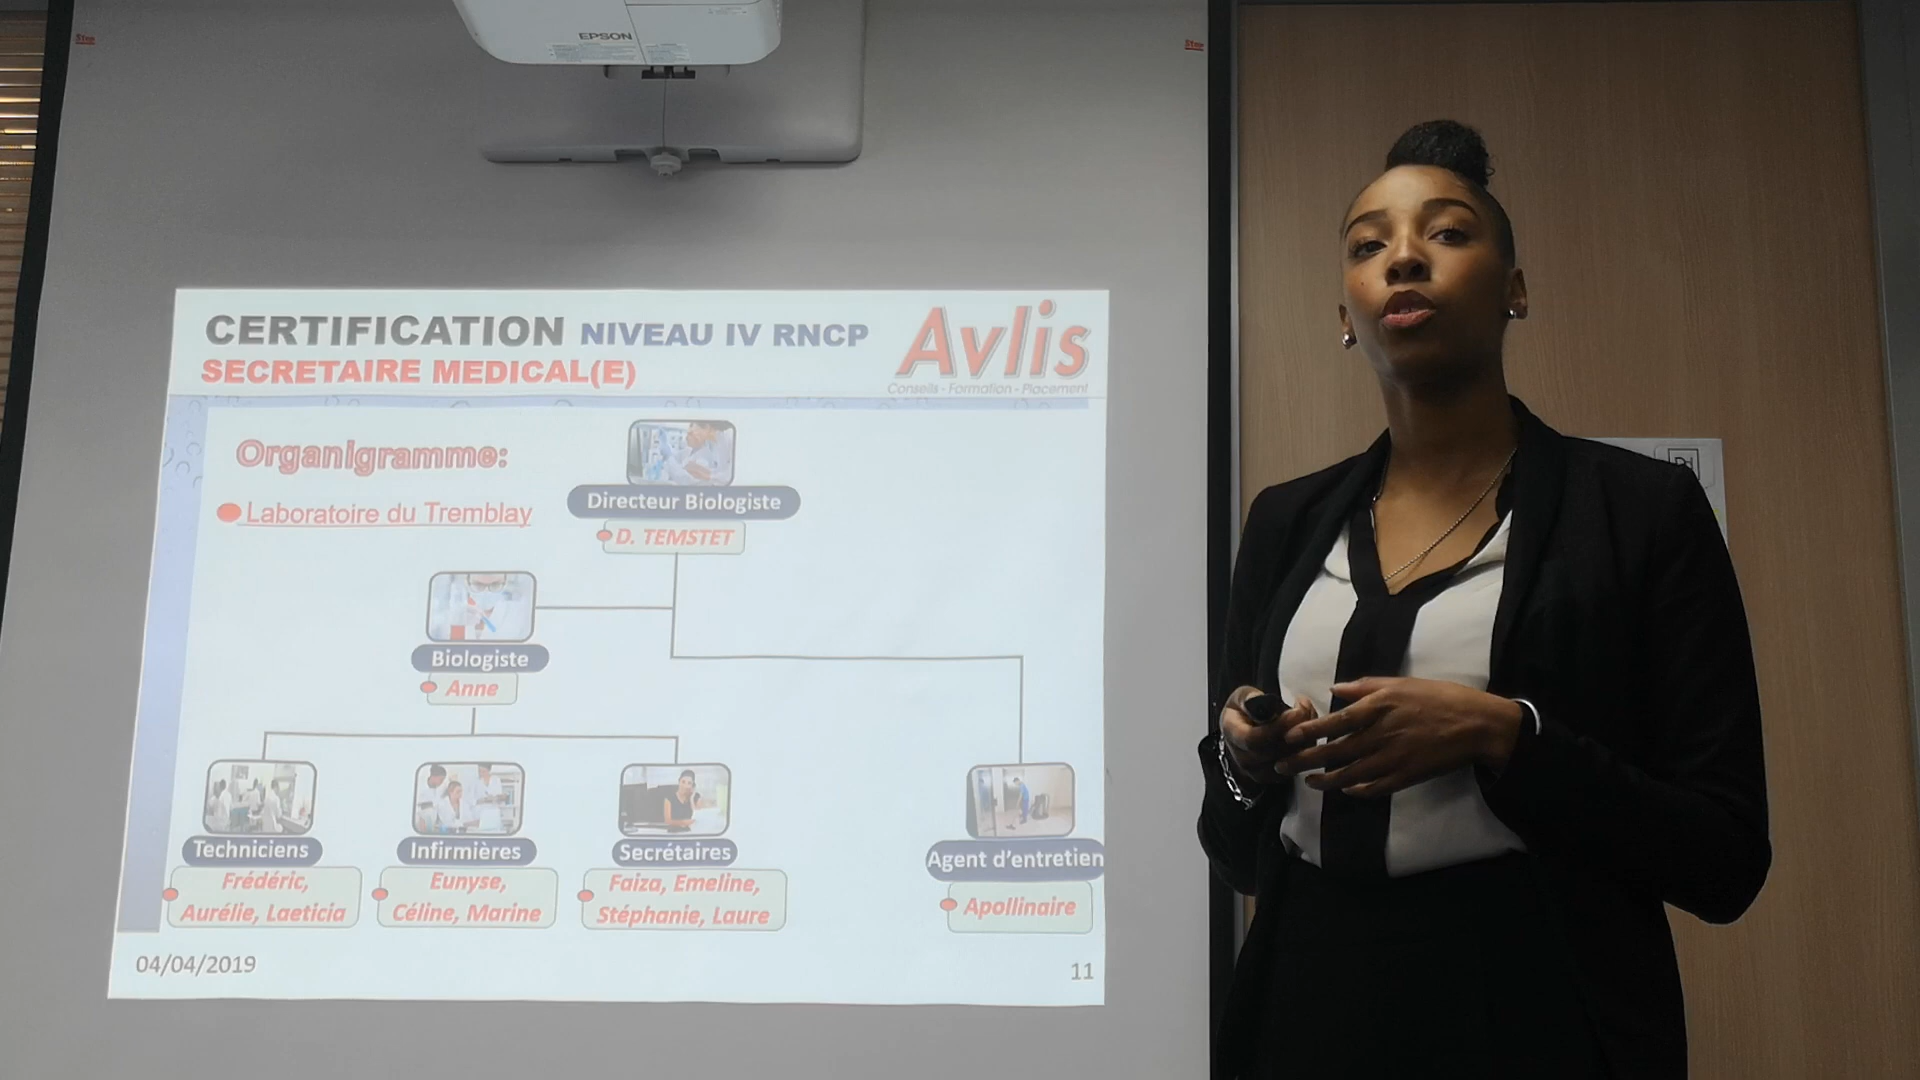 Stop
Stop
EPSON
CERTIFICATION NIVEAU IV RNCP
SECRETAIRE MEDICAL(E)
Avlis
Conseils - Formation - Placement
Organigramme:
Laboratoire du Tremblay
Directeur Biologiste
D. TEMSTET
Biologiste
Anne
Techniciens
Frédéric,
Aurélie, Laeticia
Infirmières
Eunyse,
Céline, Marine
Secrétaires
Faiza, Emeline,
Stéphanie, Laure
Agent d'entretien
Apollinaire
04/04/2019
11